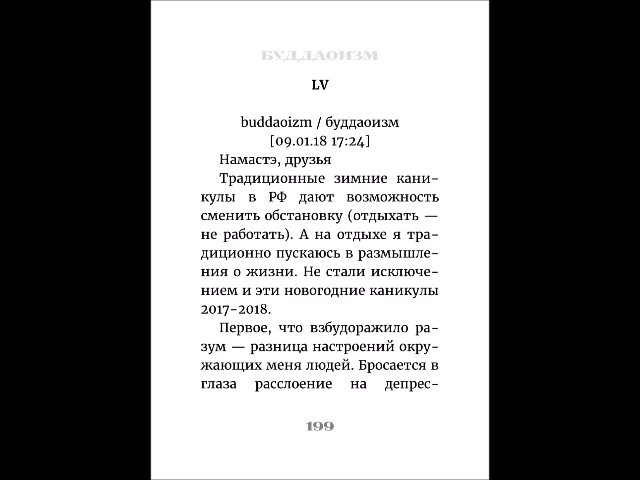 БУДДАОИЗМ
LV
buddaoizm / буддаоизм
[09.01.18 17:24]
Намастэ, друзья
Традиционные зимние кани-
кулы в РФ дают возможность
сменить обстановку (отдыхать —
не работать). А на отдыхе я тра-
диционно пускаюсь в размышле-
ния о жизни. Не стали исключе-
нием и эти новогодние каникулы
2017-2018.
Первое, что взбудоражило ра-
зум — разница настроений окру-
жающих меня людей. Бросается в
глаза расслоение на депрес-
199